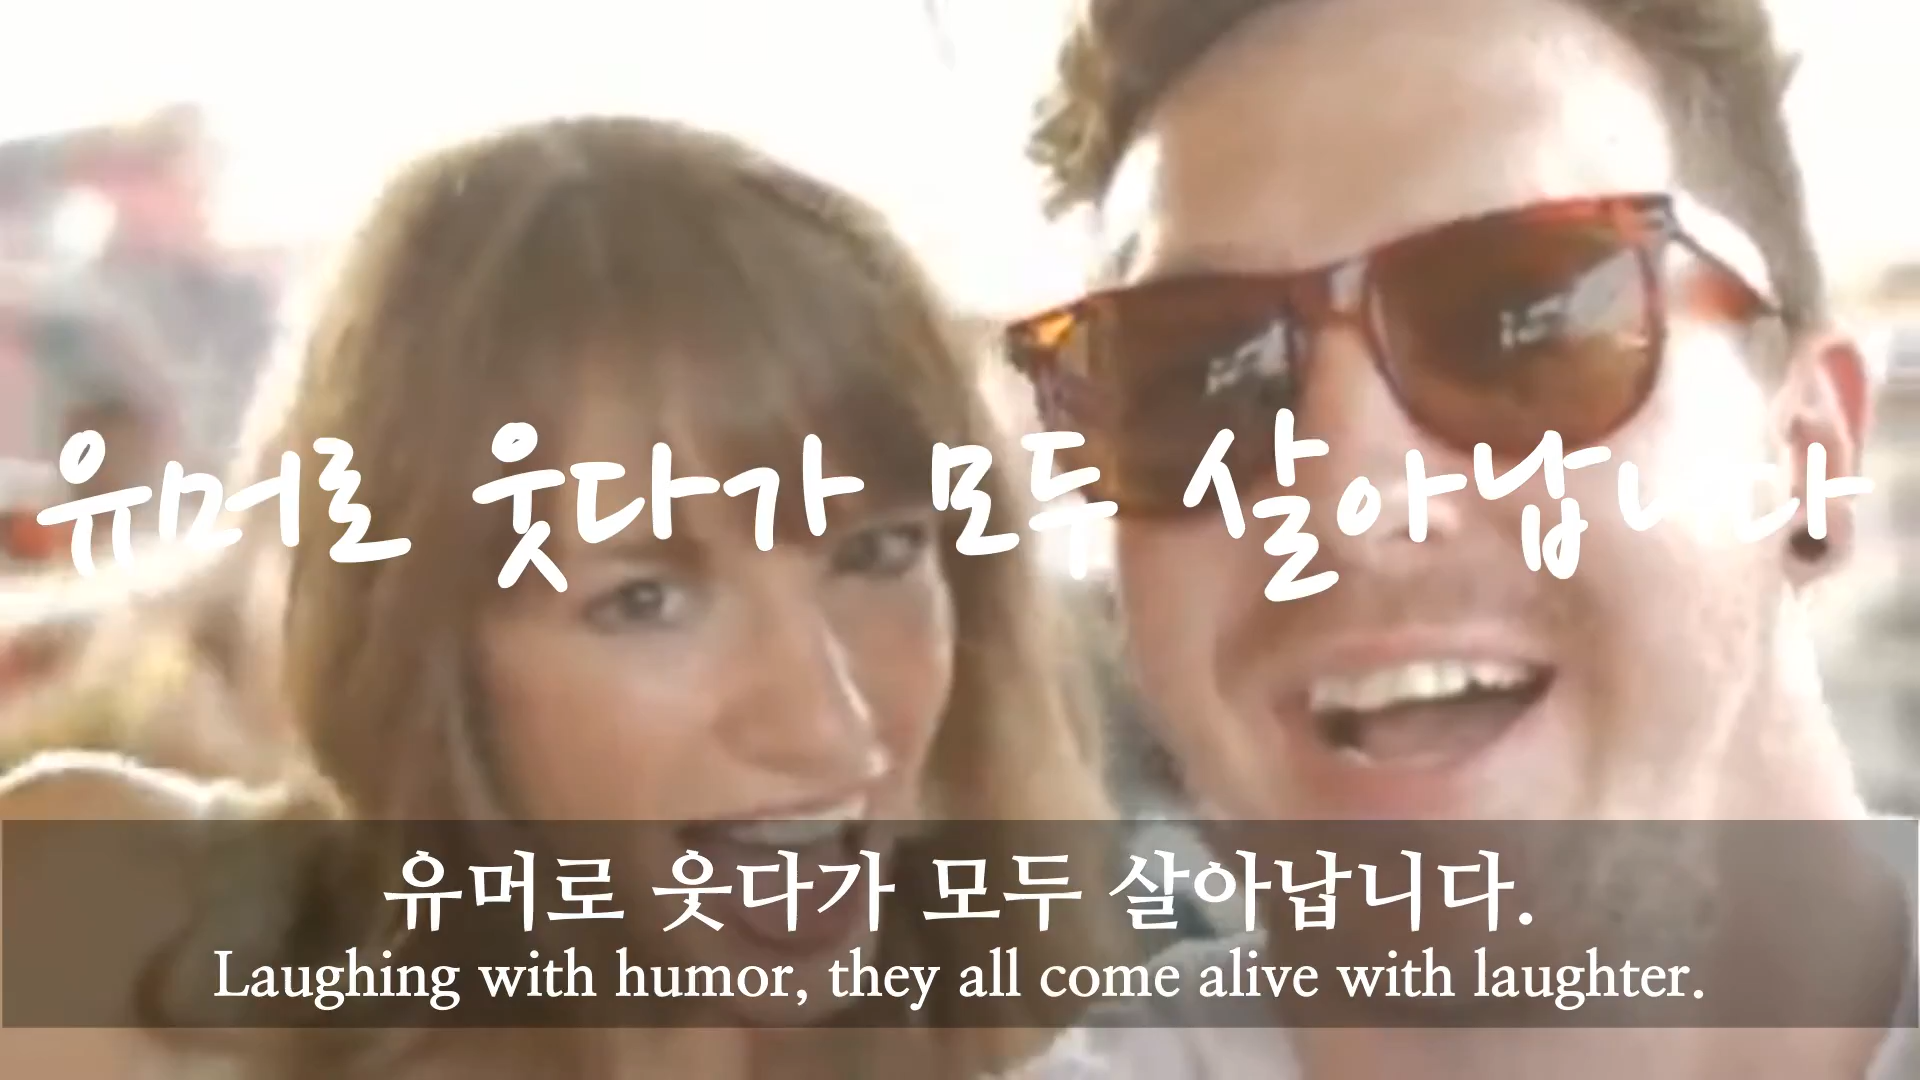 유머로 웃다가 모두 살아납니다
유머로 웃다가 모두 살아납니다.
Laughing with humor, they all come alive with laughter.